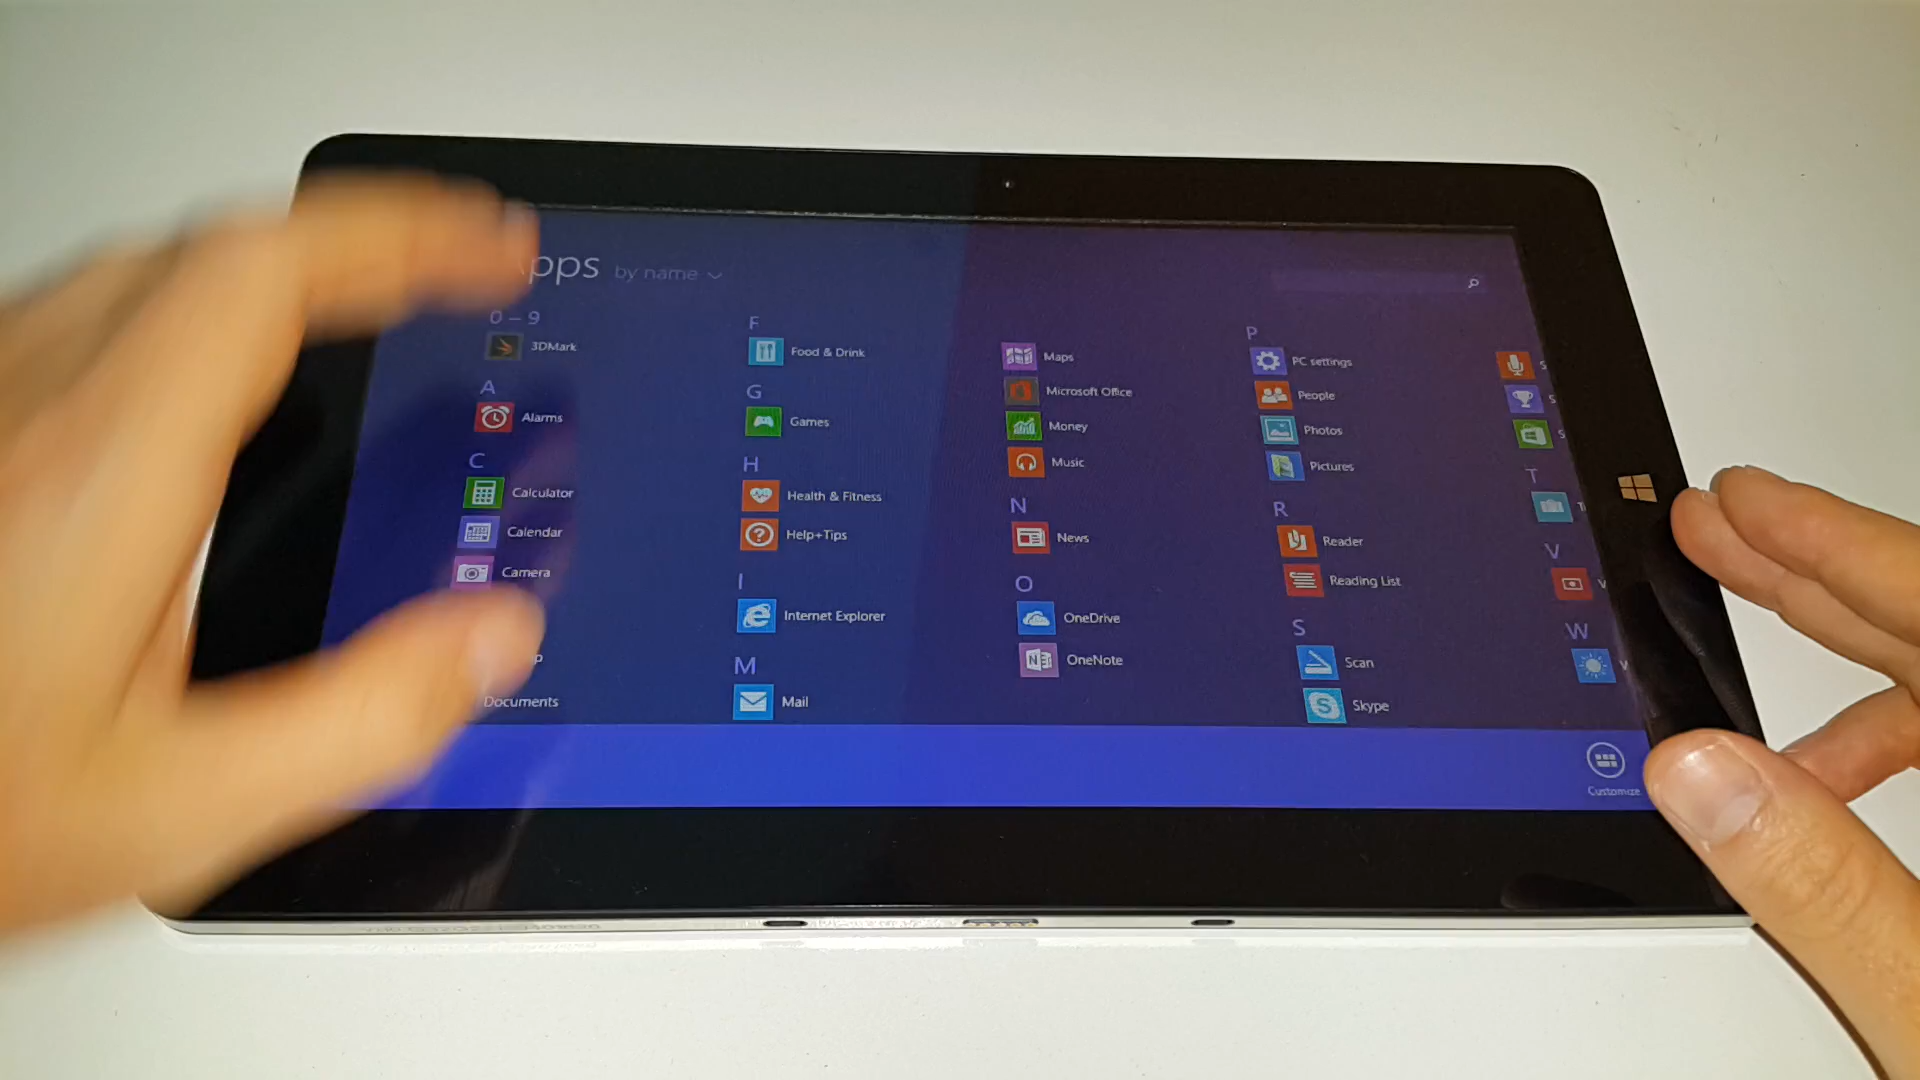 pps by name
0 – 9
3DMark
A
Alarms
C
Calculator
Calendar
Camera
p
Documents
F
Food & Drink
G
Games
H
Health & Fitness
Help+Tips
I
Internet Explorer
M
Mail
Maps
Microsoft Office
Money
Music
N
News
O
OneDrive
OneNote
P
PC settings
People
Photos
Pictures
R
Reader
Reading List
S
Scan
Skype
S
S
S
T
T
V
V
W
W
Customize